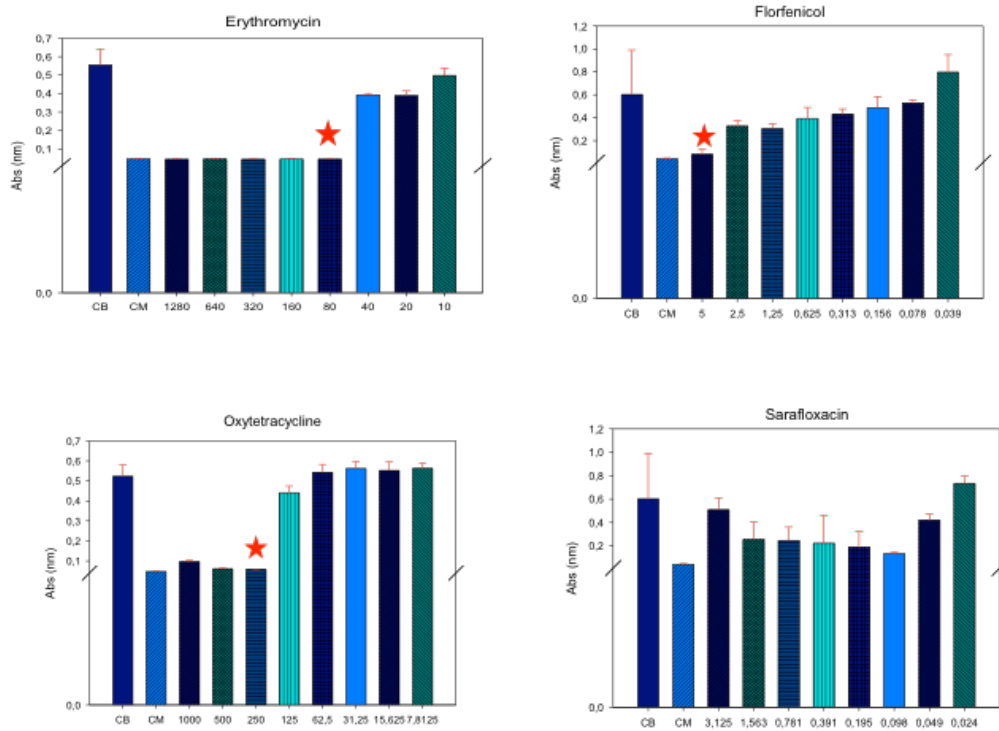 Erythromycin
0,7
0,6
0,5
0,4
0,3
0,2
0,1
0,0
Abs (nm)
CB CM 1280 640 320 160 80 40 20 10
Florfenicol
1,2
1,0
0,8
0,6
0,4
0,2
0,0
Abs (nm)
CB CM 5 2,5 1,25 0,625 0,313 0,156 0,078 0,039
Oxytetracycline
0,7
0,6
0,5
0,4
0,3
0,2
0,1
0,0
Abs (nm)
CB CM 1000 500 250 125 62,5 31,25 15,625 7,8125
Sarafloxacin
1,2
1,0
0,8
0,6
0,4
0,2
0,0
Abs (nm)
CB CM 3,125 1,563 0,781 0,391 0,195 0,098 0,049 0,024